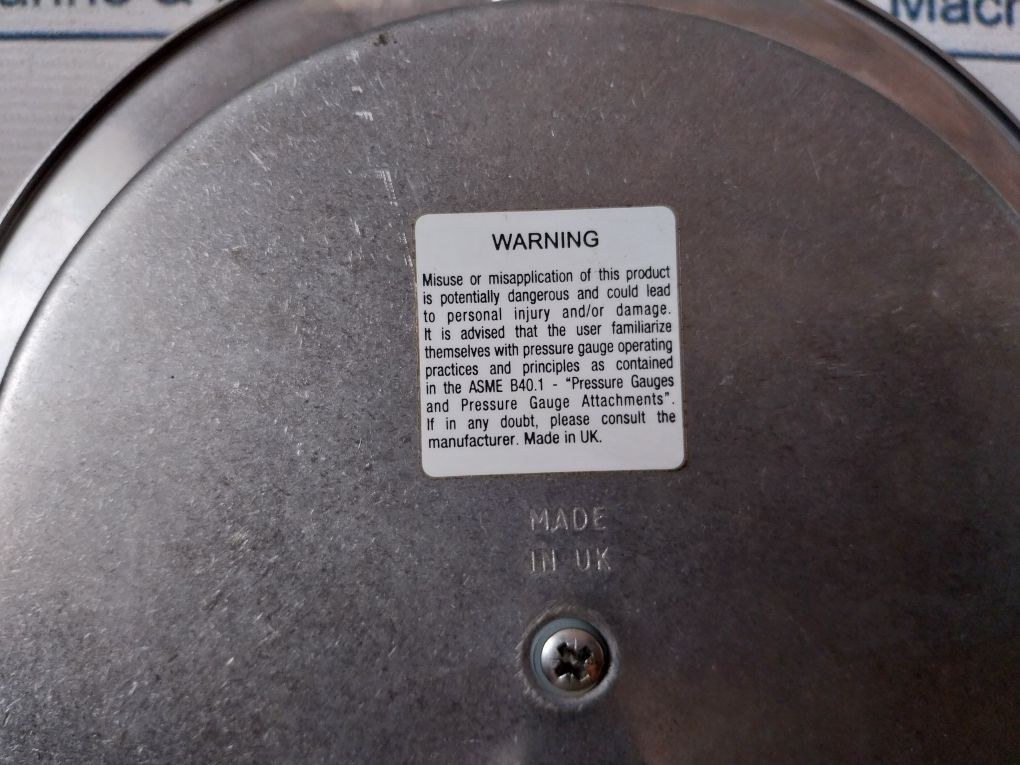 Mach
WARNING
Misuse or misapplication of this product
is potentially dangerous and could lead
to personal injury and/or damage.
It is advised that the user familiarize
themselves with pressure gauge operating
practices and principles as contained
in the ASME B40.1 - “Pressure Gauges
and Pressure Gauge Attachments”.
If in any doubt, please consult the
manufacturer. Made in UK.
MADE
IN UK